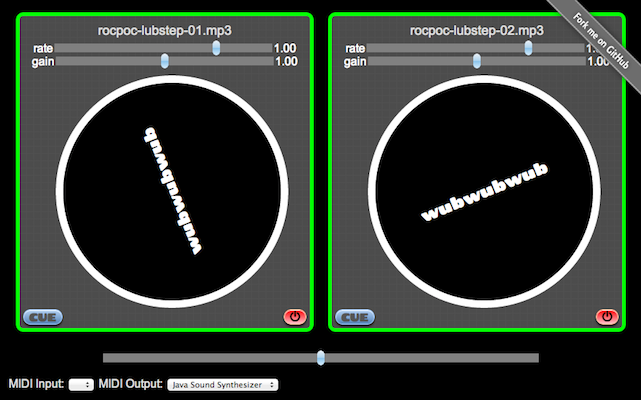 rocpoc-lubstep-01.mp3
rate 1.00
gain 1.00
wubwubwub
CUE
rocpoc-lubstep-02.mp3
rate 1.00
gain 1.00
wubwubwub
CUE
Fork me on GitHub
MIDI Input: MIDI Output: Java Sound Synthesizer